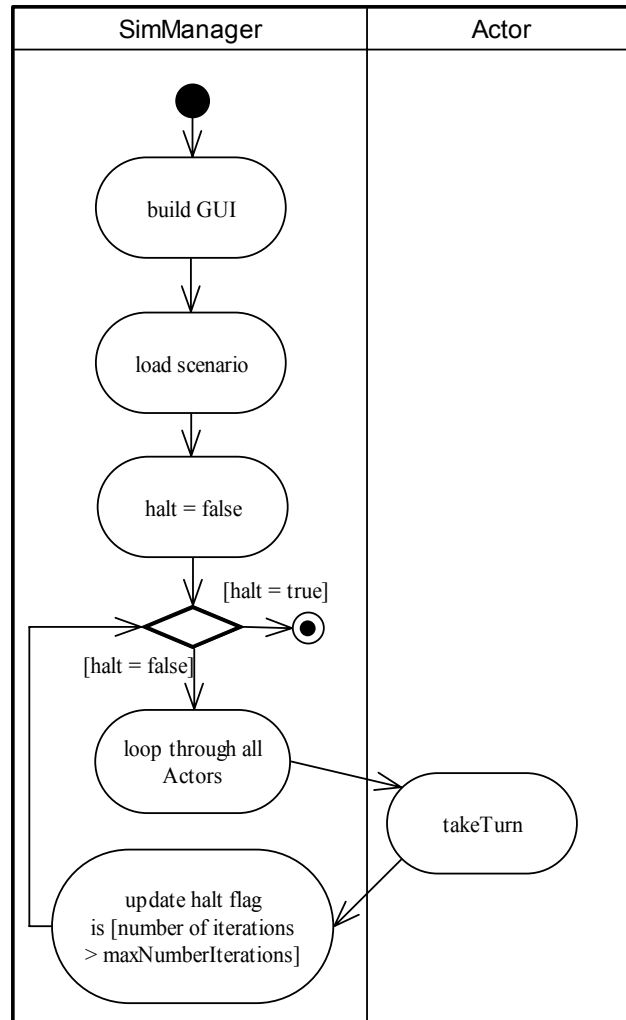 SimManager
Actor
build GUI
load scenario
halt = false
[halt = true]
[halt = false]
loop through all
Actors
takeTurn
update halt flag
is [number of iterations
> maxNumberIterations]